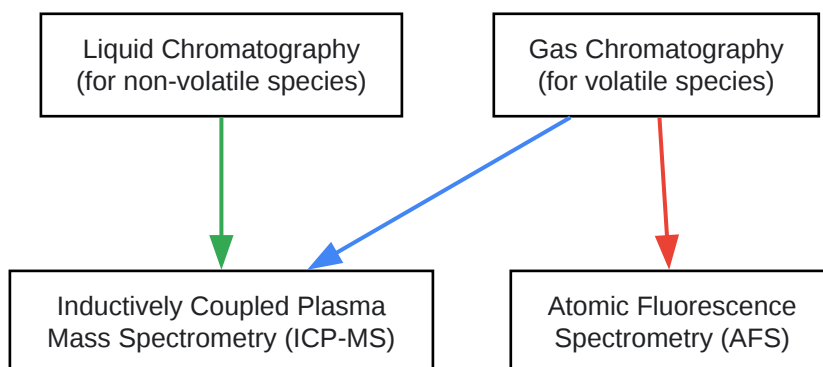 Liquid Chromatography
(for non-volatile species)
Gas Chromatography
(for volatile species)
Inductively Coupled Plasma
Mass Spectrometry (ICP-MS)
Atomic Fluorescence
Spectrometry (AFS)